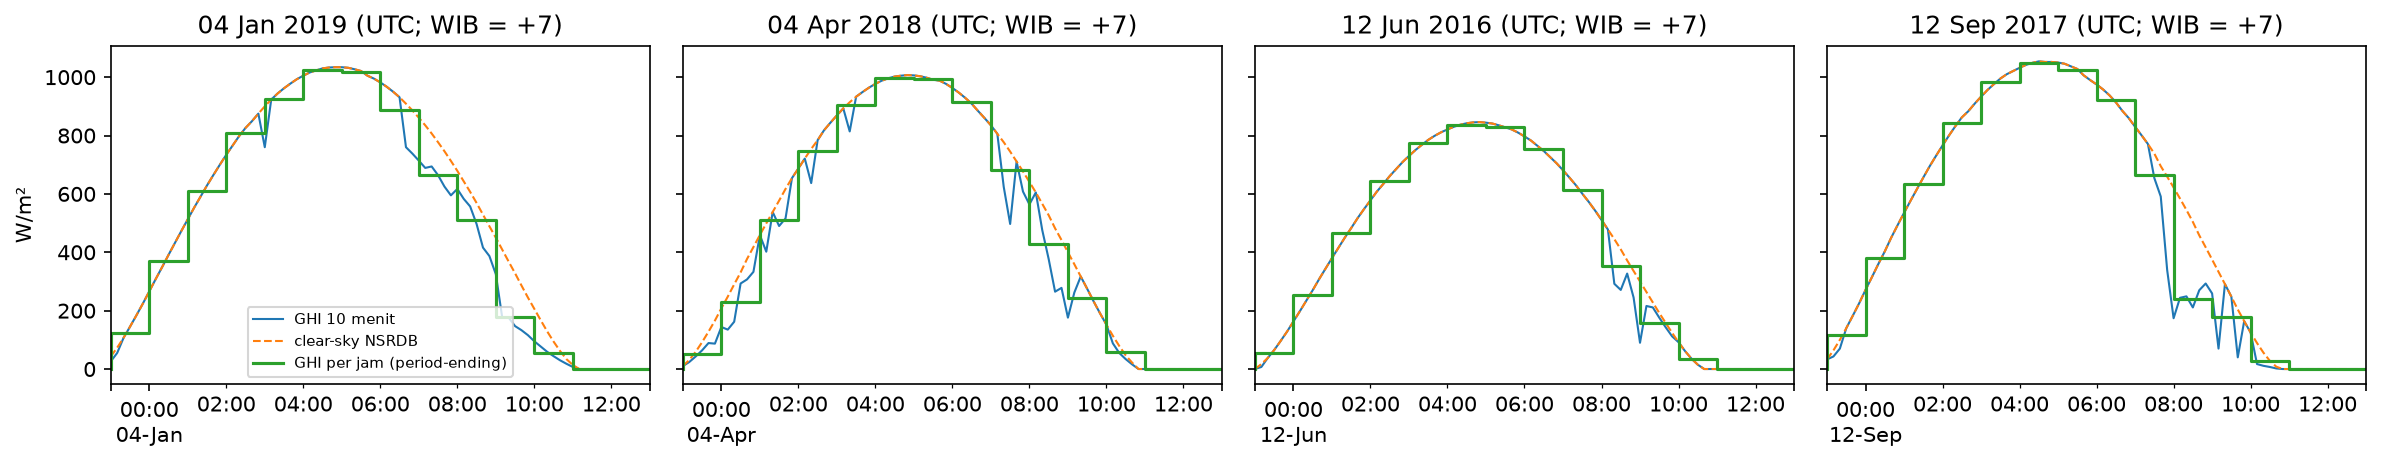 04 Jan 2019 (UTC; WIB = +7)
04 Apr 2018 (UTC; WIB = +7)
12 Jun 2016 (UTC; WIB = +7)
12 Sep 2017 (UTC; WIB = +7)
W/m²
1000
800
600
400
200
0
GHI 10 menit
clear-sky NSRDB
GHI per jam (period-ending)
00:00 02:00 04:00 06:00 08:00 10:00 12:00
04-Jan
00:00 02:00 04:00 06:00 08:00 10:00 12:00
04-Apr
00:00 02:00 04:00 06:00 08:00 10:00 12:00
12-Jun
00:00 02:00 04:00 06:00 08:00 10:00 12:00
12-Sep